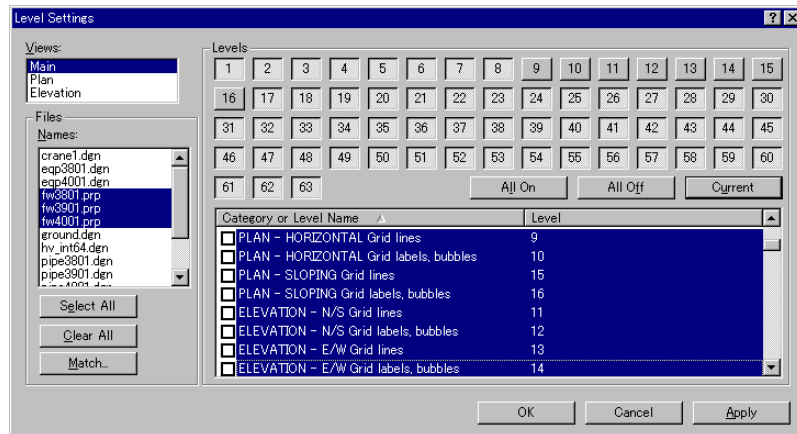 Level Settings
Views:
Main
Plan
Elevation
Files
Names:
crane1.dgn
eqp3801.dgn
eqp4001.dgn
fw3801.prp
fw3901.prp
fw4001.prp
ground.dgn
hv_int64.dgn
pipe3801.dgn
pipe3901.dgn
Select All
Clear All
Match...
Levels
1 2 3 4 5 6 7 8 9 10 11 12 13 14 15
16 17 18 19 20 21 22 23 24 25 26 27 28 29 30
31 32 33 34 35 36 37 38 39 40 41 42 43 44 45
46 47 48 49 50 51 52 53 54 55 56 57 58 59 60
61 62 63 All On All Off Current
Category or Level Name Level
PLAN - HORIZONTAL Grid lines 9
PLAN - HORIZONTAL Grid labels, bubbles 10
PLAN - SLOPING Grid lines 15
PLAN - SLOPING Grid labels, bubbles 16
ELEVATION - N/S Grid lines 11
ELEVATION - N/S Grid labels, bubbles 12
ELEVATION - E/W Grid lines 13
ELEVATION - E/W Grid labels, bubbles 14
OK Cancel Apply